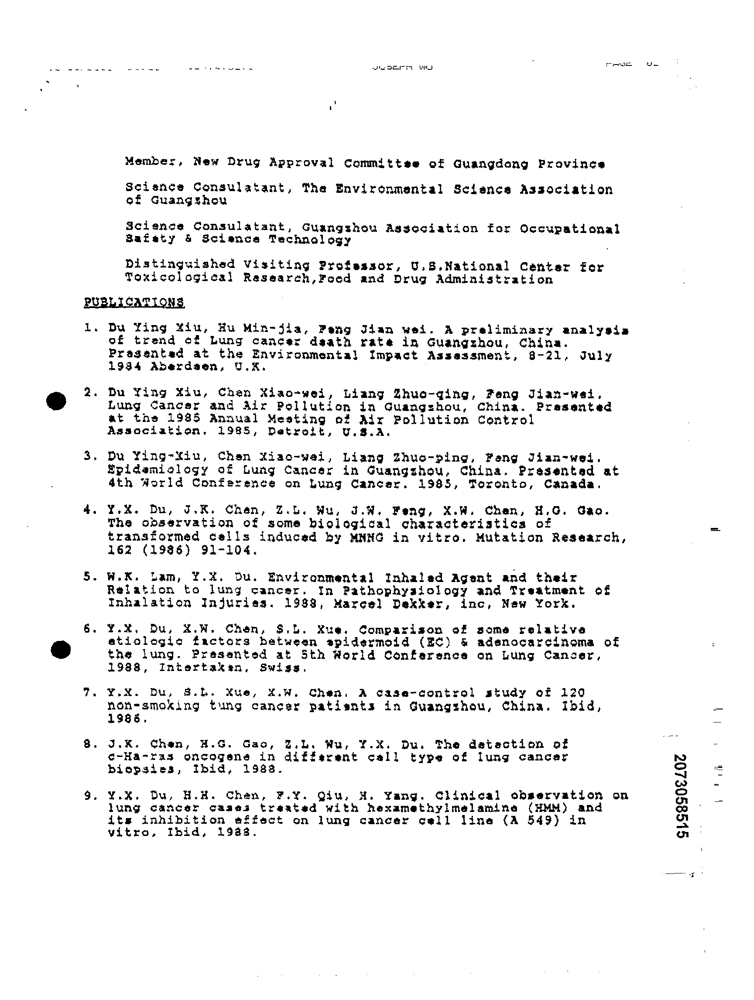 JOSEPH WU
PAGE 02
Member, New Drug Approval Committee of Guangdong Province
Science Consulatant, The Environmental Science Association
of Guangzhou
Science Consulatant, Guangzhou Association for Occupational
Safety & Science Technology
Distinguished Visiting Professor, U.S.National Center for
Toxicological Research,Food and Drug Administration
PUBLICATIONS
1. Du Ying Xiu, Hu Min-jia, Feng Jian wei. A preliminary analysis
of trend of Lung cancer death rate in Guangzhou, China.
Presented at the Environmental Impact Assessment, 8-21, July
1984 Aberdeen, U.K.
2. Du Ying Xiu, Chen Xiao-wei, Liang Zhuo-qing, Feng Jian-wei.
Lung Cancer and Air Pollution in Guangzhou, China. Presented
at the 1985 Annual Meeting of Air Pollution Control
Association. 1985, Detroit, U.S.A.
3. Du Ying-Xiu, Chen Xiao-wei, Liang Zhuo-ping, Feng Jian-wei.
Epidemiology of Lung Cancer in Guangzhou, China. Presented at
4th World Conference on Lung Cancer. 1985, Toronto, Canada.
4. Y.X. Du, J.K. Chen, Z.L. Wu, J.W. Feng, X.W. Chen, H.G. Gao.
The observation of some biological characteristics of
transformed cells induced by MNNG in vitro. Mutation Research,
162 (1986) 91-104.
5. W.K. Lam, Y.X. Du. Environmental Inhaled Agent and their
Relation to lung cancer. In Pathophysiology and Treatment of
Inhalation Injuries. 1988, Marcel Dekker, inc, New York.
6. Y.X. Du, X.W. Chen, S.L. Xue. Comparison of some relative
etiologic factors between epidermoid (EC) & adenocarcinoma of
the lung. Presented at 5th World Conference on Lung Cancer,
1988, Intertaken, Swiss.
7. Y.X. Du, S.L. Xue, X.W. Chen. A case-control study of 120
non-smoking tung cancer patients in Guangzhou, China. Ibid,
1986.
8. J.K. Chen, H.G. Gao, Z.L. Wu, Y.X. Du. The detection of
c-Ha-ras oncogene in different cell type of lung cancer
biopsies, Ibid, 1988.
9. Y.X. Du, H.H. Chen, F.Y. Qiu, H. Yang. Clinical observation on
lung cancer cases treated with hexamethylmelamine (HMM) and
its inhibition effect on lung cancer cell line (A 549) in
vitro, Ibid, 1988.
2073058515